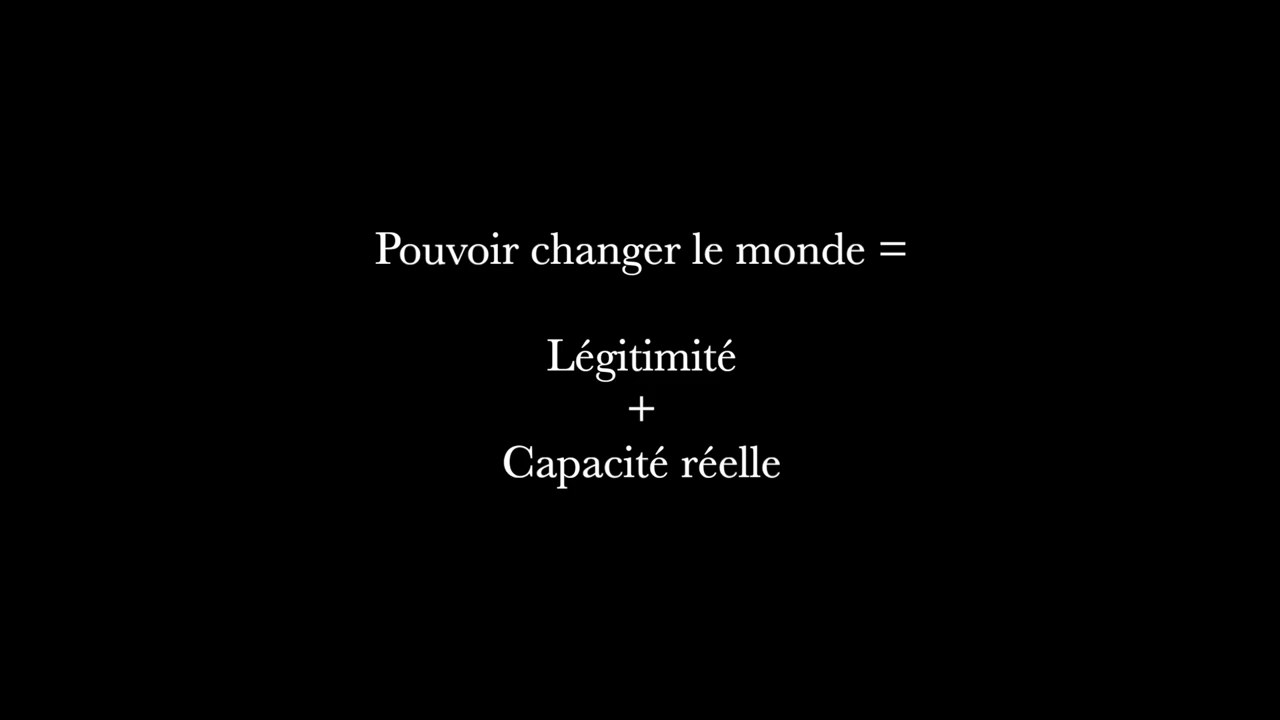 Pouvoir changer le monde =
Légitimité
+
Capacité réelle